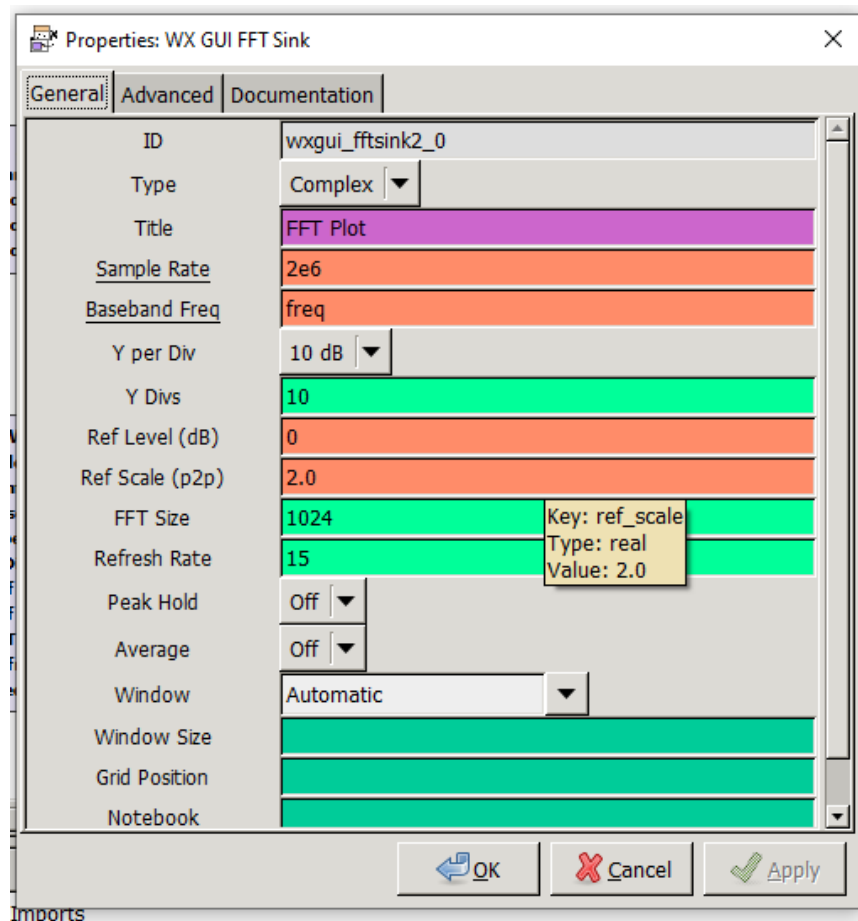 Properties: WX GUI FFT Sink
General Advanced Documentation
ID wxgui_fftsink2_0
Type Complex
Title FFT Plot
Sample Rate 2e6
Baseband Freq freq
Y per Div 10 dB
Y Divs 10
Ref Level (dB) 0
Ref Scale (p2p) 2.0
FFT Size 1024
Key: ref_scale
Refresh Rate 15
Type: real
Value: 2.0
Peak Hold Off
Average Off
Window Automatic
Window Size
Grid Position
Notebook
OK Cancel Apply
Imports